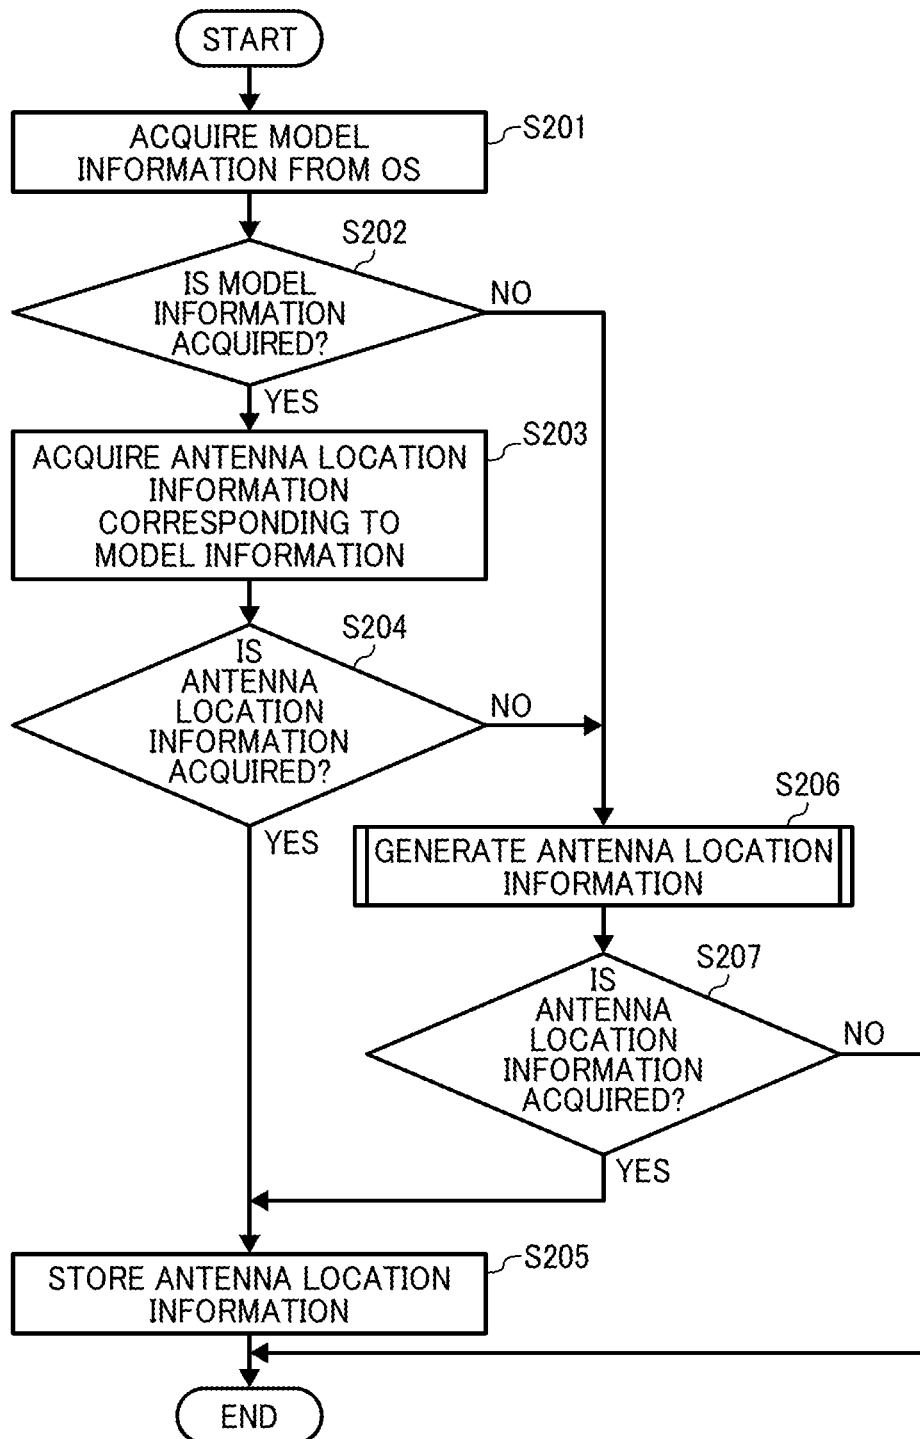 START
S201
ACQUIRE MODEL
INFORMATION FROM OS
S202
IS MODEL
INFORMATION
ACQUIRED?
NO
YES
S203
ACQUIRE ANTENNA LOCATION
INFORMATION
CORRESPONDING TO
MODEL INFORMATION
S204
IS
ANTENNA
LOCATION
INFORMATION
ACQUIRED?
NO
YES
S206
GENERATE ANTENNA LOCATION
INFORMATION
S207
IS
ANTENNA
LOCATION
INFORMATION
ACQUIRED?
NO
YES
S205
STORE ANTENNA LOCATION
INFORMATION
END